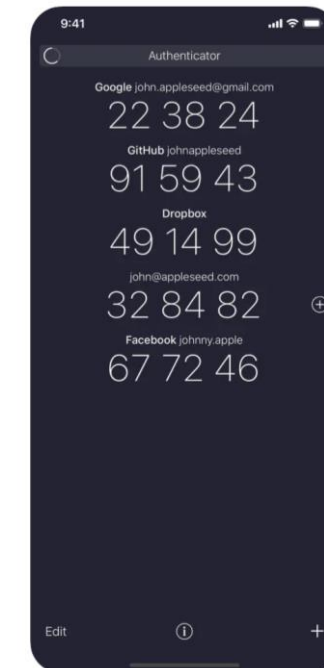 9:41
Authenticator
Google john.appleseed@gmail.com
22 38 24
GitHub johnappleseed
91 59 43
Dropbox
49 14 99
john@appleseed.com
32 84 82
Facebook johnny.apple
67 72 46
Edit